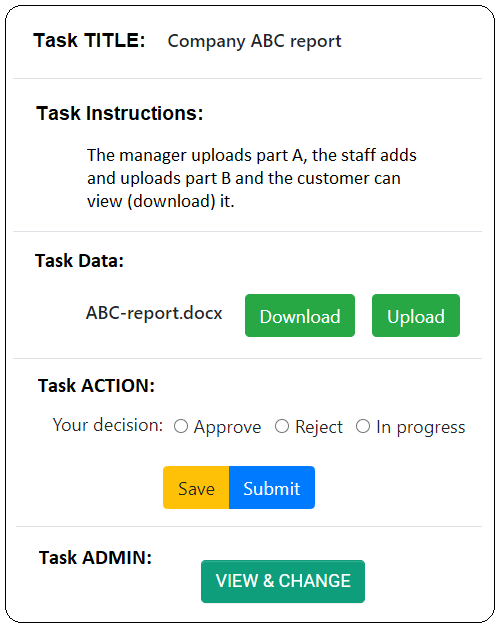 Task TITLE: Company ABC report
Task Instructions:
The manager uploads part A, the staff adds
and uploads part B and the customer can
view (download) it.
Task Data:
ABC-report.docx Download Upload
Task ACTION:
Your decision: Approve Reject In progress
Save Submit
Task ADMIN:
VIEW & CHANGE